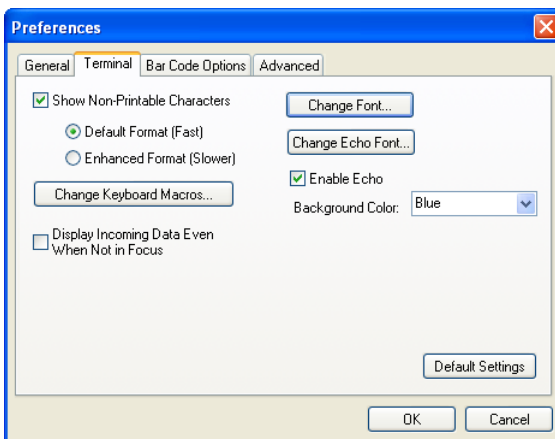 Preferences
General Terminal Bar Code Options Advanced
Show Non-Printable Characters
Default Format (Fast)
Enhanced Format (Slower)
Change Keyboard Macros...
Display Incoming Data Even
When Not in Focus
Change Font...
Change Echo Font...
Enable Echo
Background Color: Blue
Default Settings
OK Cancel